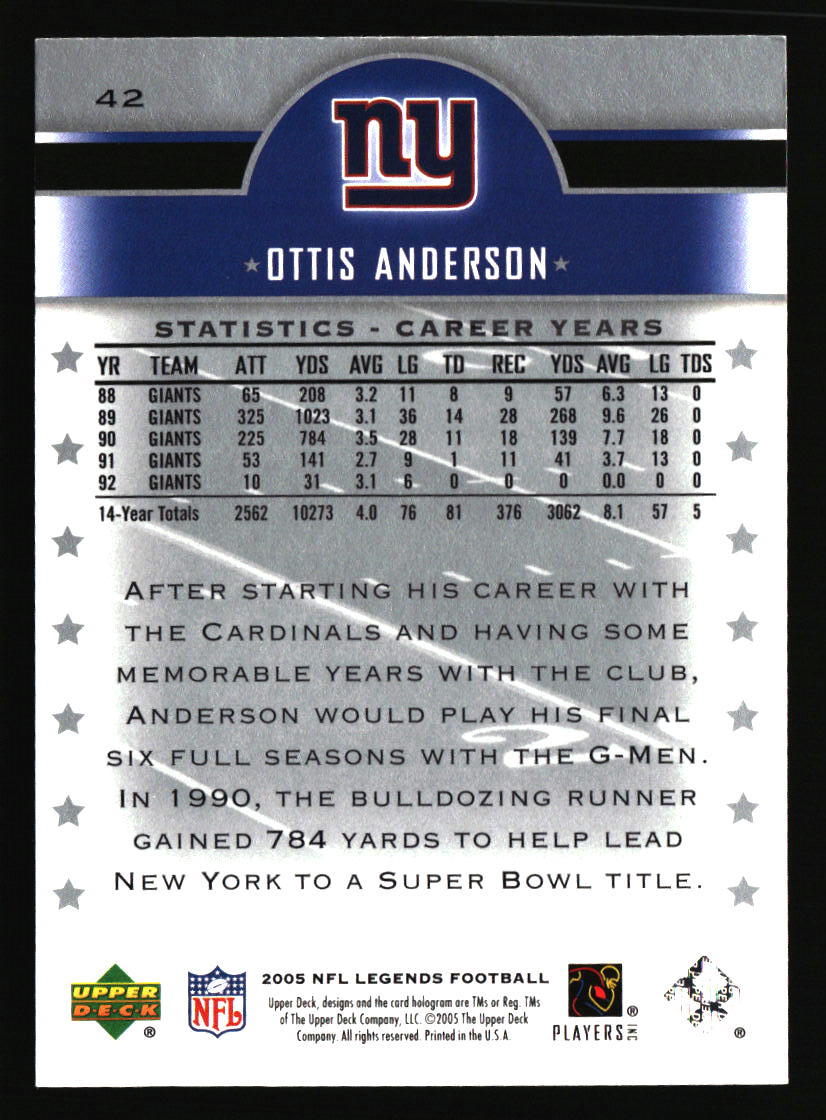 42
ny
OTTIS ANDERSON
STATISTICS - CAREER YEARS
YR TEAM ATT YDS AVG LG TD REC YDS AVG LG TDS
88 GIANTS 65 208 3.2 11 8 9 57 6.3 13 0
89 GIANTS 325 1023 3.1 36 14 28 268 9.6 26 0
90 GIANTS 225 784 3.5 28 11 18 139 7.7 18 0
91 GIANTS 53 141 2.7 9 1 11 41 3.7 13 0
92 GIANTS 10 31 3.1 6 0 0 0 0.0 0 0
14-Year Totals 2562 10273 4.0 76 81 376 3062 8.1 57 5
AFTER STARTING HIS CAREER WITH
THE CARDINALS AND HAVING SOME
MEMORABLE YEARS WITH THE CLUB,
ANDERSON WOULD PLAY HIS FINAL
SIX FULL SEASONS WITH THE G-MEN.
IN 1990, THE BULLDOZING RUNNER
GAINED 784 YARDS TO HELP LEAD
NEW YORK TO A SUPER BOWL TITLE.
UPPER
D·E·C·K
®
NFL
2005 NFL LEGENDS FOOTBALL
Upper Deck, designs and the card hologram are TMs or Reg. TMs
of The Upper Deck Company, LLC. ©2005 The Upper Deck
Company. All rights reserved. Printed in the U.S.A.
®
PLAYERS INC
®